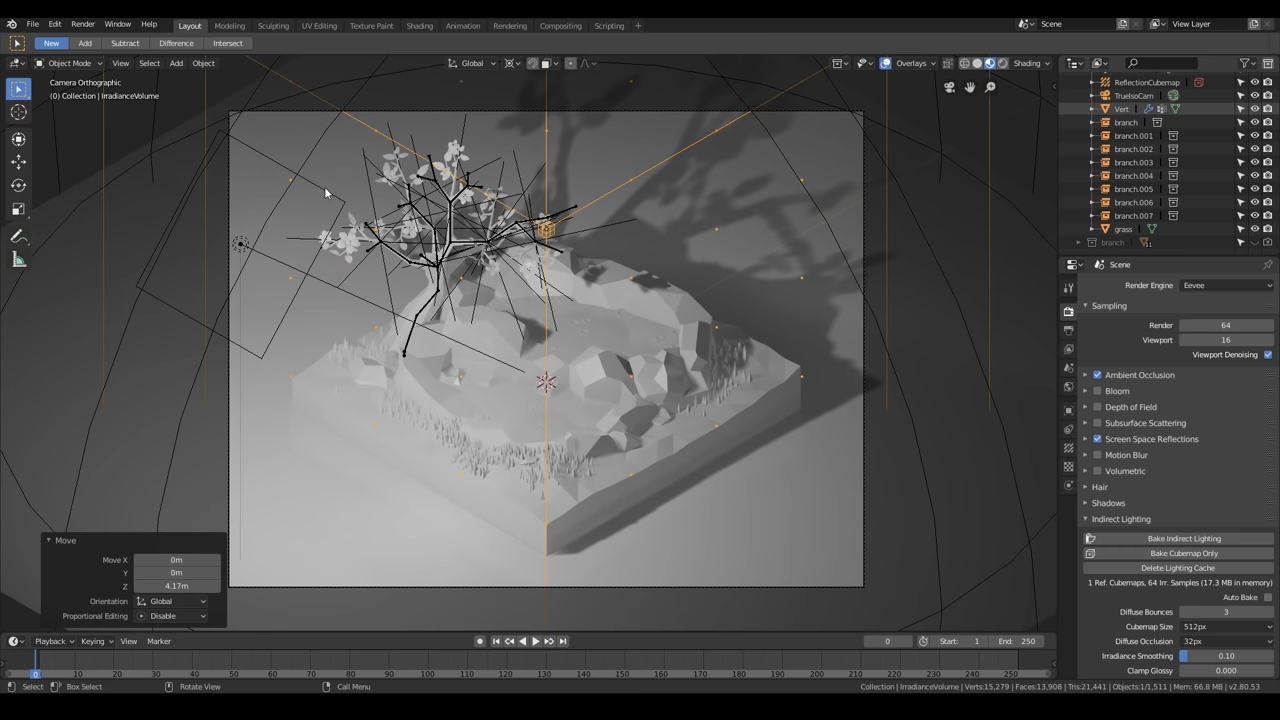 File Edit Render Window Help Layout Modeling Sculpting UV Editing Texture Paint Shading Animation Rendering Compositing Scripting + Scene View Layer
New Add Subtract Difference Intersect
Object Mode View Select Add Object Global Overlays Shading
Camera Orthographic
(0) Collection | IrradianceVolume
ReflectionCubemap
TrueIsoCam
Vert
branch
branch.001
branch.002
branch.003
branch.004
branch.005
branch.006
branch.007
grass
branch
Scene
Render Engine Eevee
Sampling
Render 64
Viewport 16
Viewport Denoising
Ambient Occlusion
Bloom
Depth of Field
Subsurface Scattering
Screen Space Reflections
Motion Blur
Volumetric
Hair
Shadows
Indirect Lighting
Bake Indirect Lighting
Bake Cubemap Only
Delete Lighting Cache
1 Ref. Cubemaps, 64 Irr. Samples (17.3 MB in memory)
Auto Bake
Diffuse Bounces 3
Cubemap Size 512px
Diffuse Occlusion 32px
Irradiance Smoothing 0.10
Clamp Glossy 0.000
Move
Move X 0m
Y 0m
Z 4.17m
Orientation Global
Proportional Editing Disable
Playback Keying View Marker 0 Start: 1 End: 250
0 10 20 30 40 50 60 70 80 90 100 110 120 130 140 150 160 170 180 190 200 210 220 230 240 250
Select Box Select Rotate View Call Menu Collection | IrradianceVolume | Verts:15,279 | Faces:13,908 | Tris:21,441 | Objects:1/1,511 | Mem: 66.8 MB | v2.80.53